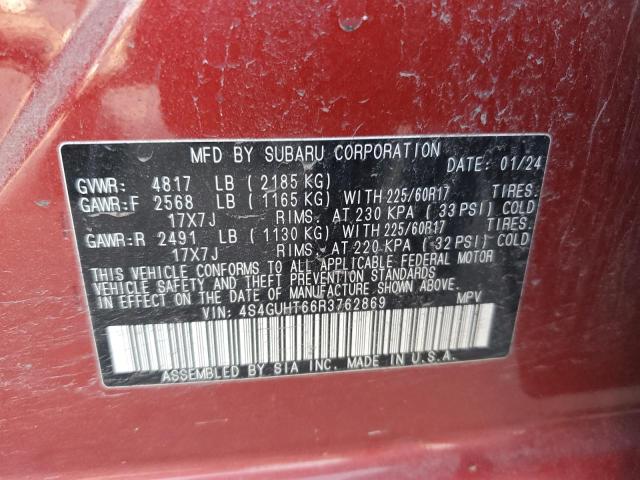 MFD BY SUBARU CORPORATION DATE: 01/24
GVWR: 4817 LB (2185 KG)
GAWR:F 2568 LB (1165 KG)WITH 225/60R17 TIRES.
17X7J RIMS. AT 230 KPA (33 PSI) COLD
GAWR:R 2491 LB (1130 KG)WITH 225/60R17 TIRES.
17X7J RIMS. AT 220 KPA (32 PSI) COLD
THIS VEHICLE CONFORMS TO ALL APPLICABLE FEDERAL MOTOR
VEHICLE SAFETY AND THEFT PREVENTION STANDARDS
IN EFFECT ON THE DATE OF MANUFACTURE SHOWN ABOVE.
VIN: 4S4GUHT66R3762869 MPV
ASSEMBLED BY SIA INC. MADE IN U.S.A.